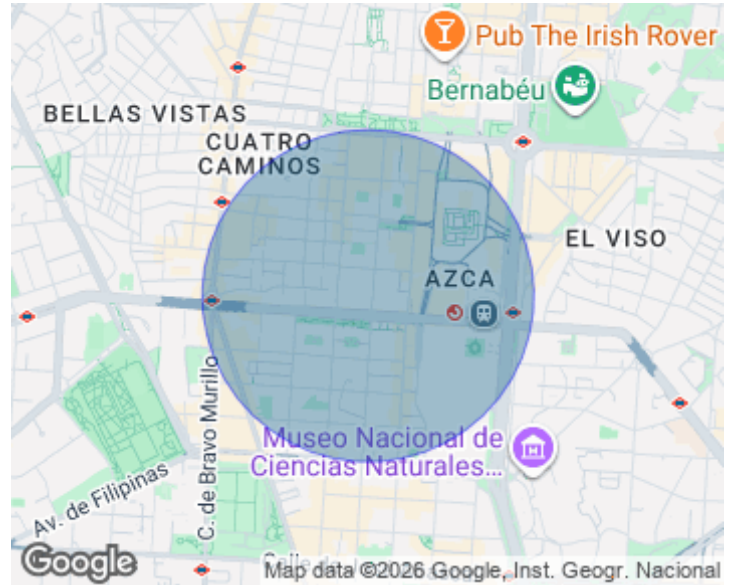 Pub The Irish Rover
Bernabéu
BELLAS VISTAS
CUATRO
CAMINOS
EL VISO
AZCA
C. de Bravo Murillo
Museo Nacional de
Ciencias Naturales...
Av. de Filipinas
Google
Map data ©2026 Google, Inst. Geogr. Nacional